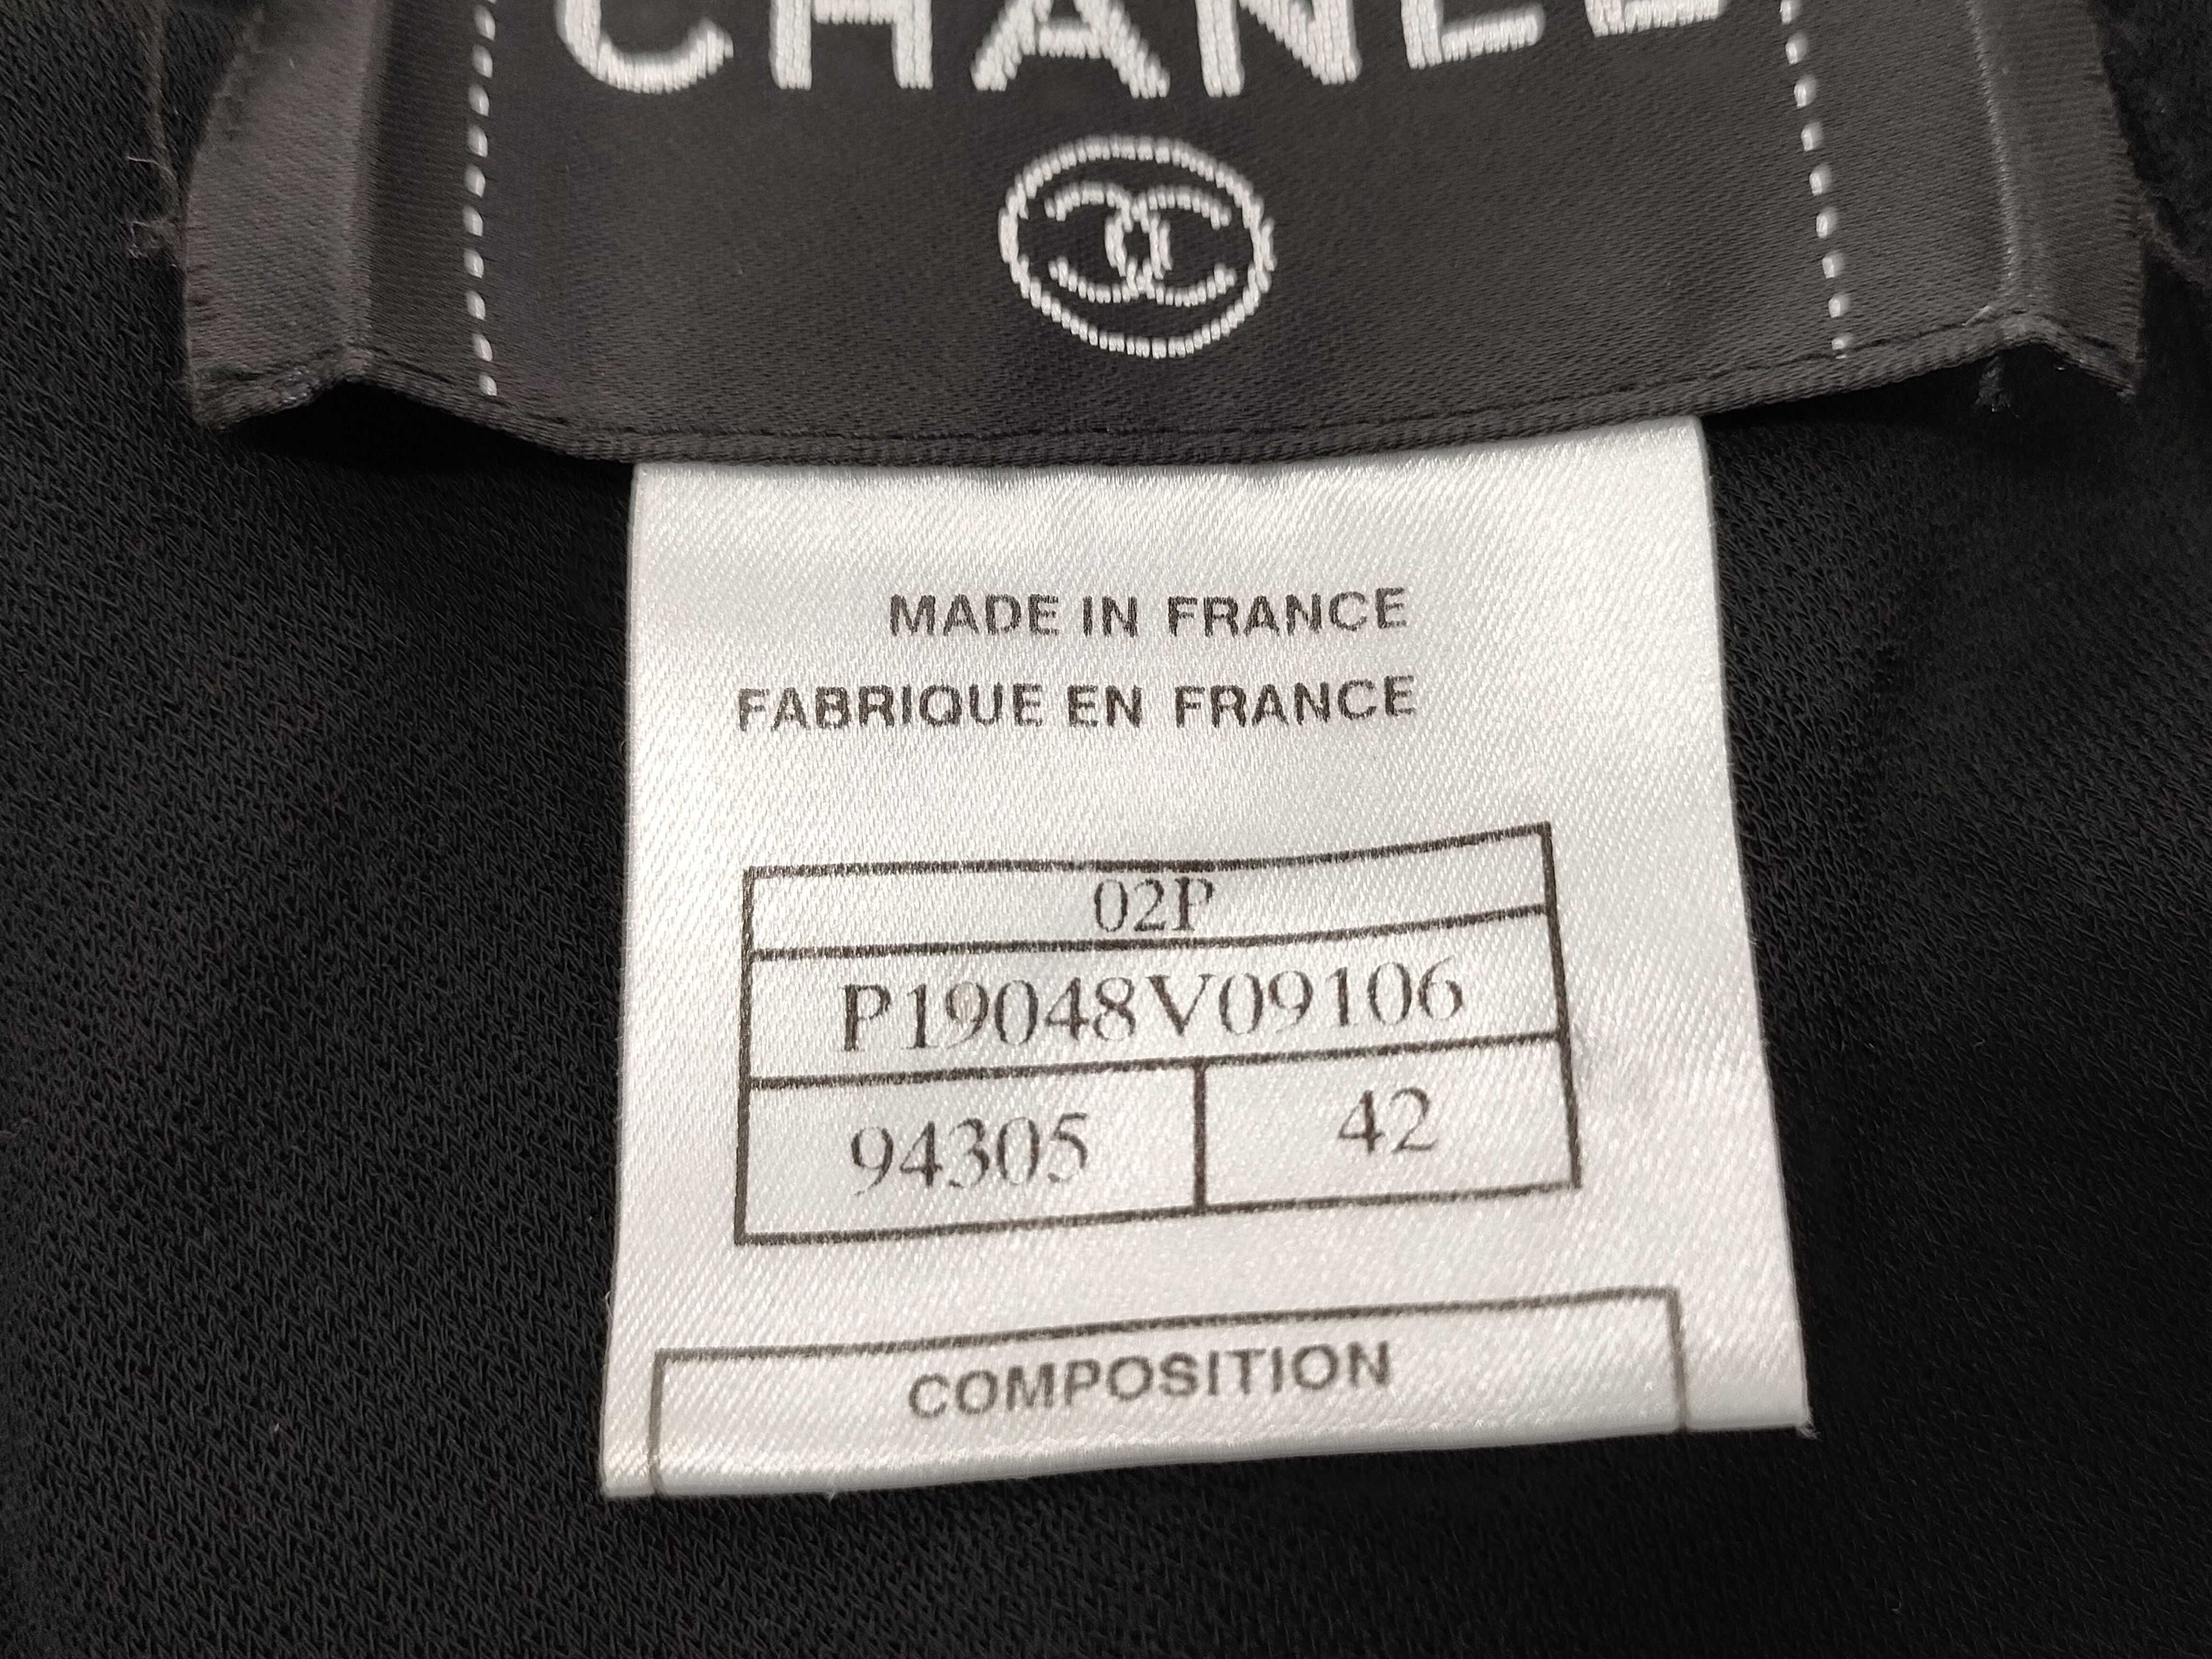 CHANEL
MADE IN FRANCE
FABRIQUE EN FRANCE
02P
P19048V09106
94305 42
COMPOSITION